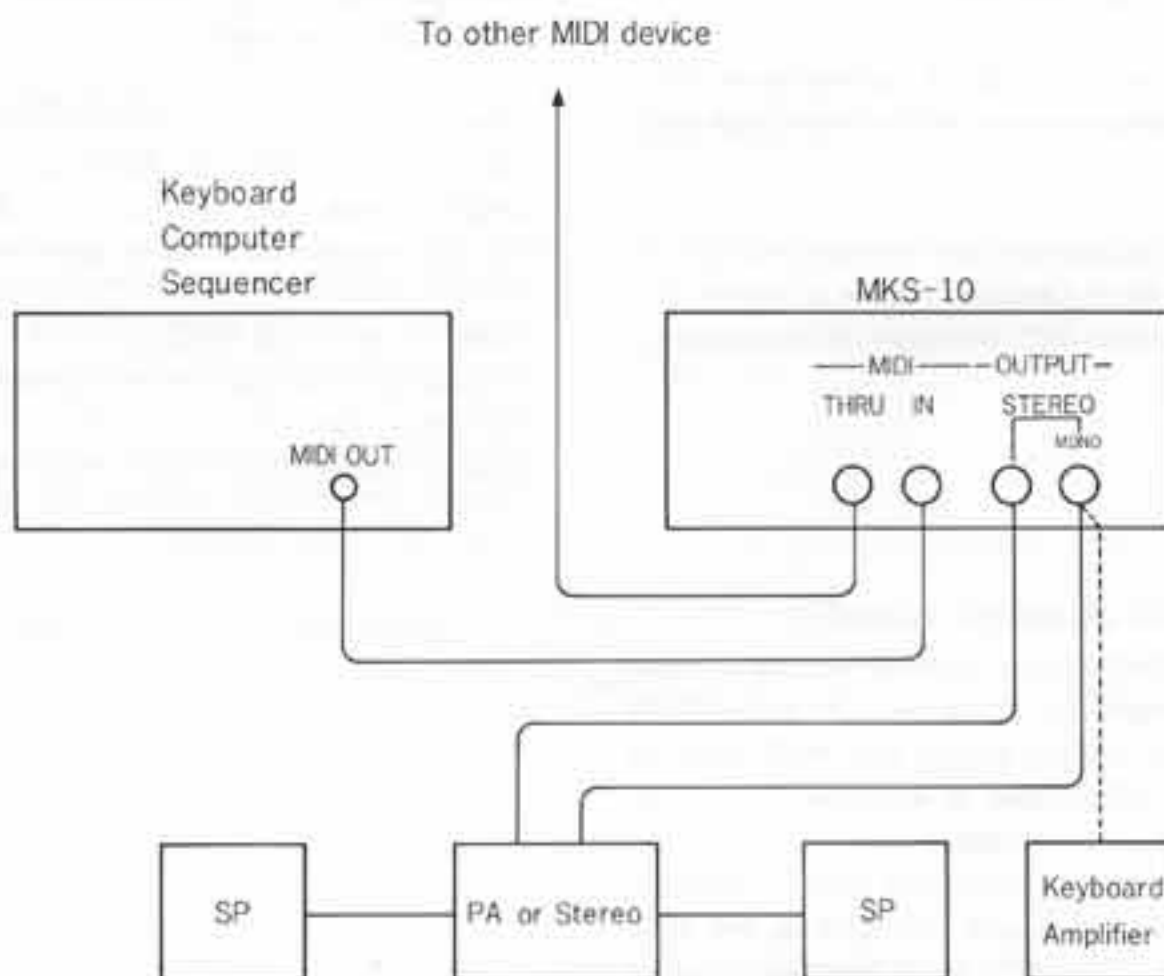 To other MIDI device
Keyboard
Computer
Sequencer
MIDI OUT
MKS-10
MIDI OUTPUT
THRU IN STEREO
MONO
SP
PA or Stereo
SP
Keyboard
Amplifier